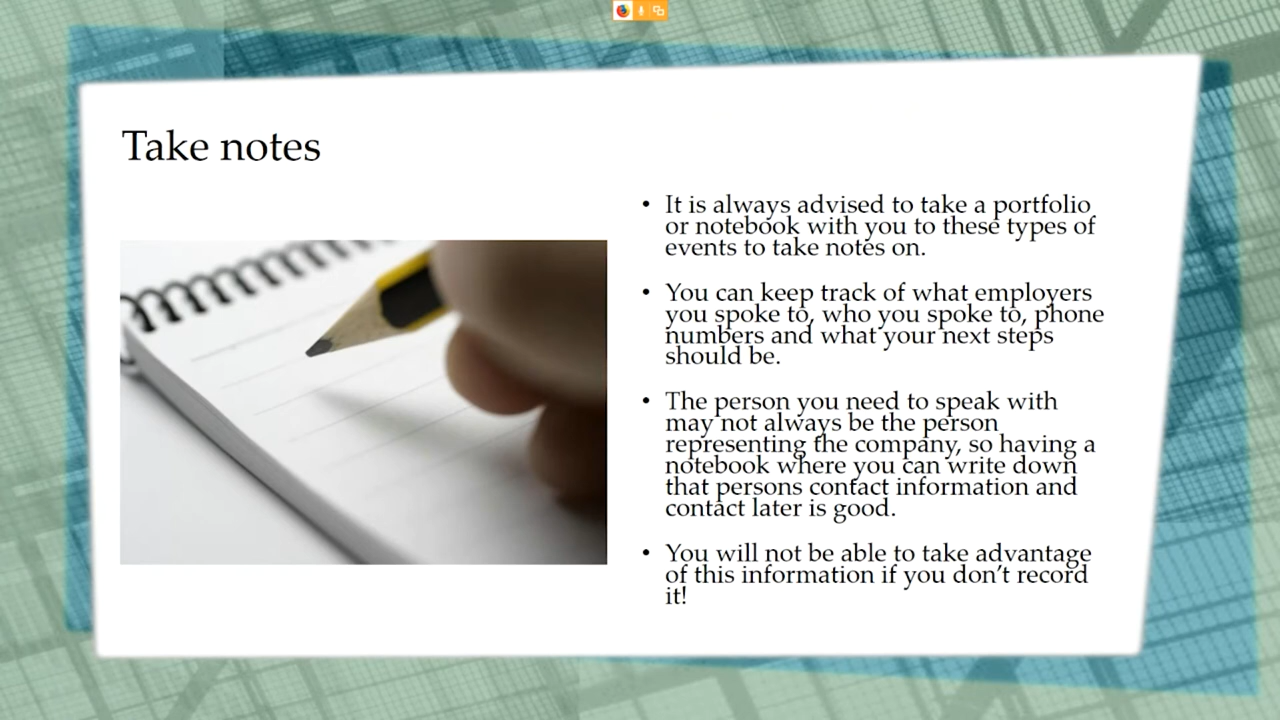 Take notes
• It is always advised to take a portfolio
or notebook with you to these types of
events to take notes on.
• You can keep track of what employers
you spoke to, who you spoke to, phone
numbers and what your next steps
should be.
• The person you need to speak with
may not always be the person
representing the company, so having a
notebook where you can write down
that persons contact information and
contact later is good.
• You will not be able to take advantage
of this information if you don’t record
it!